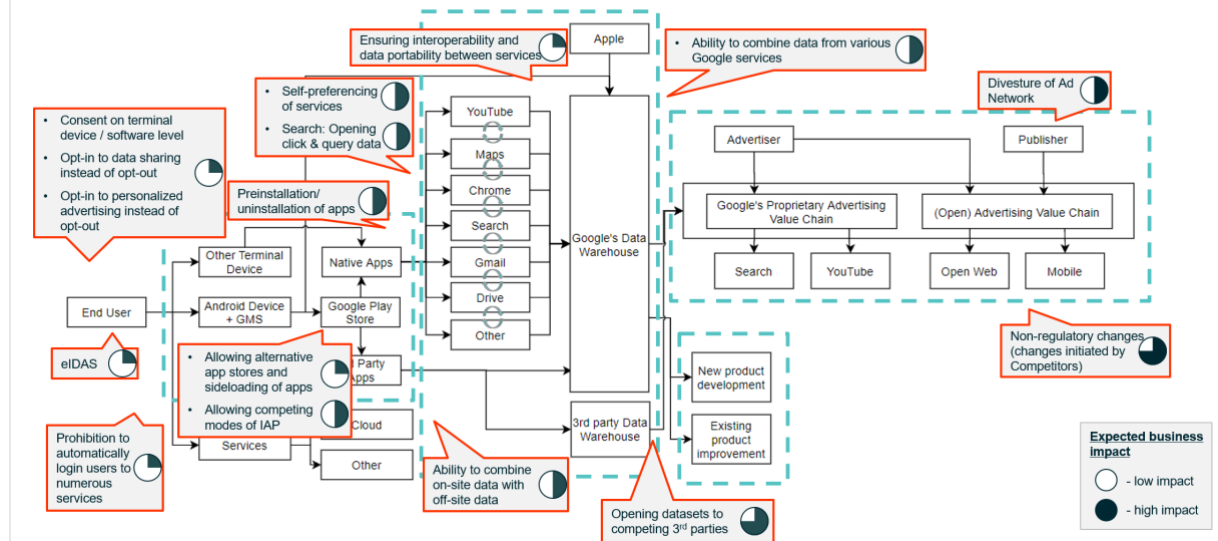 Ensuring interoperability and
data portability between services
Apple
• Ability to combine data from various
Google services
• Self-preferencing
of services
• Search: Opening
click & query data
Divesture of Ad
Network
• Consent on terminal
device / software level
• Opt-in to data sharing
instead of opt-out
• Opt-in to personalized
advertising instead of
opt-out
Preinstallation/
uninstallation of apps
YouTube
Maps
Chrome
Search
Gmail
Drive
Other
Advertiser
Publisher
Google's Proprietary Advertising
Value Chain
(Open) Advertising Value Chain
Search
YouTube
Open Web
Mobile
Google's Data
Warehouse
Other Terminal
Device
Native Apps
End User
Android Device
+ GMS
Google Play
Store
eIDAS
• Allowing alternative
app stores and
sideloading of apps
• Allowing competing
modes of IAP
Party
Apps
Non-regulatory changes
(changes initiated by
Competitors)
New product
development
Existing
product
improvement
3rd party Data
Warehouse
Cloud
Services
Other
Prohibition to
automatically
login users to
numerous
services
Ability to combine
on-site data with
off-site data
Opening datasets to
competing 3rd parties
Expected business
impact
- low impact
- high impact